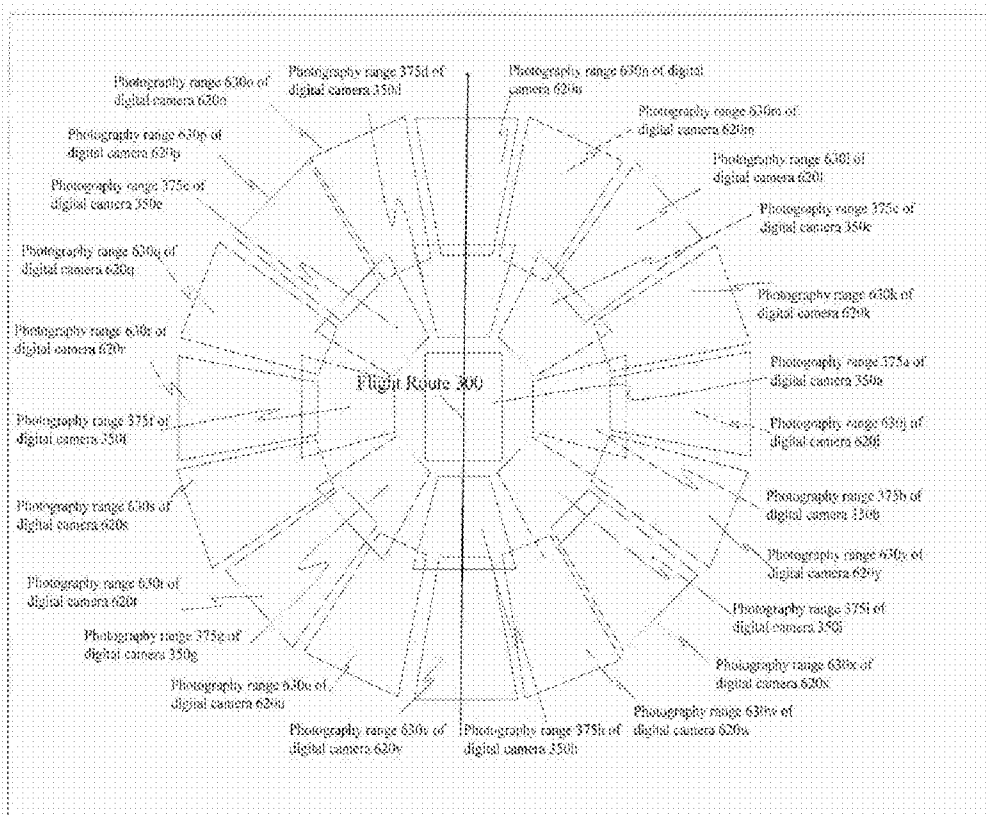 Photography range 630o of
digital camera 620o
Photography range 375d of
digital camera 350d
Photography range 630n of digital
camera 620n
Photography range 630m of
digital camera 620m
Photography range 630p of
digital camera 620p
Photography range 630l of
digital camera 620l
Photography range 375e of
digital camera 350e
Photography range 375c of
digital camera 350c
Photography range 630q of
digital camera 620q
Photography range 630k of
digital camera 620k
Photography range 630r of
digital camera 620r
Photography range 375a of
digital camera 350a
Flight Route 300
Photography range 375f of
digital camera 350f
Photography range 630j of
digital camera 620j
Photography range 630s of
digital camera 620s
Photography range 375b of
digital camera 350b
Photography range 630y of
digital camera 620y
Photography range 630t of
digital camera 620t
Photography range 375i of
digital camera 350i
Photography range 375g of
digital camera 350g
Photography range 630x of
digital camera 620x
Photography range 630u of
digital camera 620u
Photography range 630w of
digital camera 620w
Photography range 630v of
digital camera 620v
Photography range 375h of
digital camera 350h